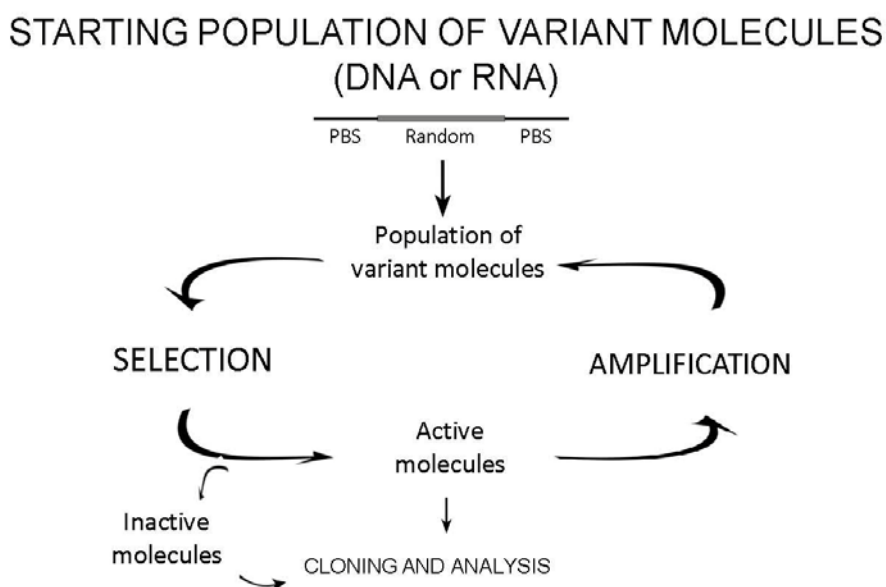 STARTING POPULATION OF VARIANT MOLECULES
(DNA or RNA)
PBS Random PBS
Population of
variant molecules
SELECTION
AMPLIFICATION
Active
molecules
Inactive
molecules
CLONING AND ANALYSIS